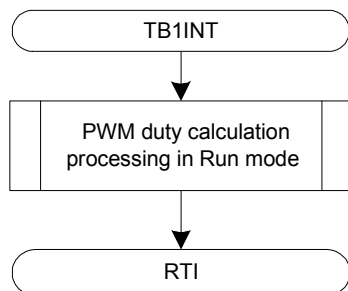 TB1INT
PWM duty calculation
processing in Run mode
RTI